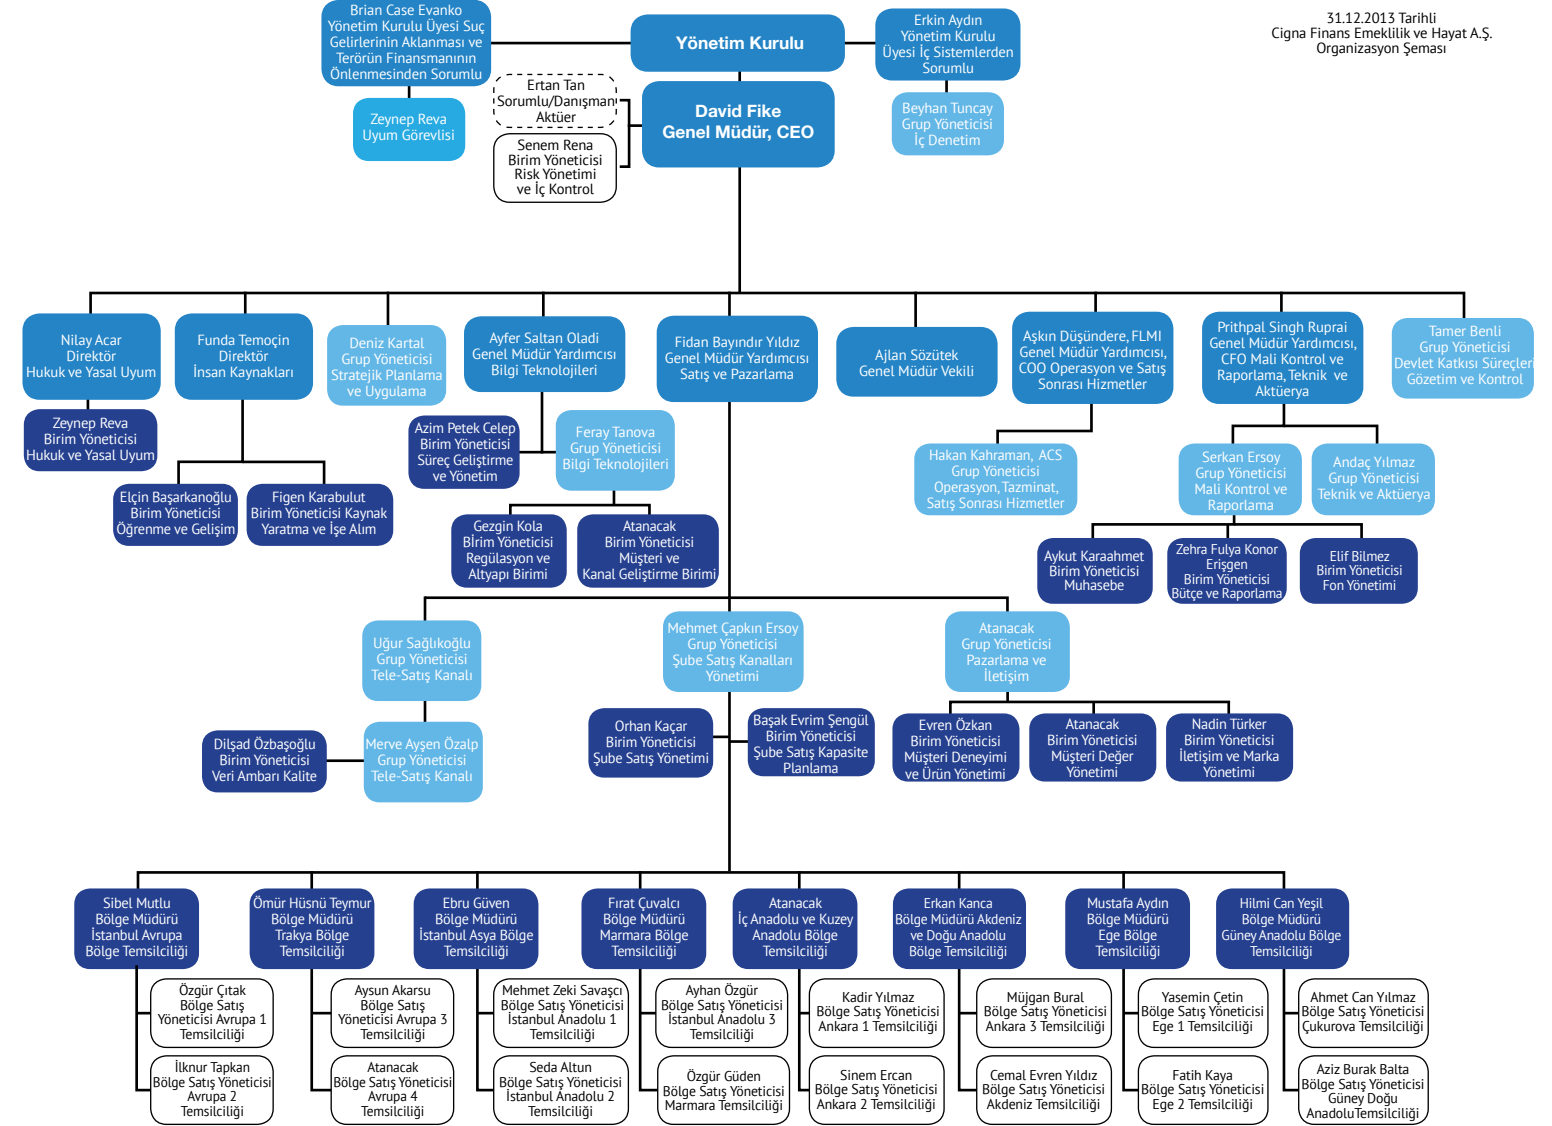 31.12.2013 Tarihli
Cigna Finans Emeklilik ve Hayat A.Ş.
Organizasyon Şeması
Brian Case Evanko
Yönetim Kurulu Üyesi Suç
Gelirlerinin Aklanması ve
Terörün Finansmanının
Önlenmesinden Sorumlu
Yönetim Kurulu
Erkin Aydın
Yönetim Kurulu
Üyesi İç Sistemlerden
Sorumlu
Zeynep Reva
Uyum Görevlisi
Ertan Tan
Sorumlu/Danışman
Aktüer
David Fike
Genel Müdür, CEO
Beyhan Tuncay
Grup Yöneticisi
İç Denetim
Senem Rena
Birim Yöneticisi
Risk Yönetimi
ve İç Kontrol
Nilay Acar
Direktör
Hukuk ve Yasal Uyum
Funda Temoçin
Direktör
İnsan Kaynakları
Deniz Kartal
Grup Yöneticisi
Stratejik Planlama
ve Uygulama
Ayfer Saltan Oladi
Genel Müdür Yardımcısı
Bilgi Teknolojileri
Fidan Bayındır Yıldız
Genel Müdür Yardımcısı
Satış ve Pazarlama
Ajlan Sözütek
Genel Müdür Vekili
Aşkın Düşündere, FLMI
Genel Müdür Yardımcısı,
COO Operasyon ve Satış
Sonrası Hizmetler
Prithpal Singh Ruprai
Genel Müdür Yardımcısı,
CFO Mali Kontrol ve
Raporlama, Teknik ve
Aktüerya
Tamer Benli
Grup Yöneticisi
Devlet Katkısı Süreçleri
Gözetim ve Kontrol
Zeynep Reva
Birim Yöneticisi
Hukuk ve Yasal Uyum
Azim Petek Celep
Birim Yöneticisi
Süreç Geliştirme
ve Yönetim
Feray Tanova
Grup Yöneticisi
Bilgi Teknolojileri
Hakan Kahraman, ACS
Grup Yöneticisi
Operasyon, Tazminat,
Satış Sonrası Hizmetler
Serkan Ersoy
Grup Yöneticisi
Mali Kontrol ve
Raporlama
Andaç Yılmaz
Grup Yöneticisi
Teknik ve Aktüerya
Elçin Başarkanoğlu
Birim Yöneticisi
Öğrenme ve Gelişim
Figen Karabulut
Birim Yöneticisi Kaynak
Yaratma ve İşe Alım
Gezgin Kola
Bİrim Yöneticisi
Regülasyon ve
Altyapı Birimi
Atanacak
Birim Yöneticisi
Müşteri ve
Kanal Geliştirme Birimi
Aykut Karaahmet
Birim Yöneticisi
Muhasebe
Zehra Fulya Konor
Erişgen
Birim Yöneticisi
Bütçe ve Raporlama
Elif Bilmez
Birim Yöneticisi
Fon Yönetimi
Uğur Sağlıkoğlu
Grup Yöneticisi
Tele-Satış Kanalı
Mehmet Çapkın Ersoy
Grup Yöneticisi
Şube Satış Kanalları
Yönetimi
Atanacak
Grup Yöneticisi
Pazarlama ve
İletişim
Dilşad Özbaşoğlu
Birim Yöneticisi
Veri Ambarı Kalite
Merve Ayşen Özalp
Grup Yöneticisi
Tele-Satış Kanalı
Orhan Kaçar
Birim Yöneticisi
Şube Satış Yönetimi
Başak Evrim Şengül
Birim Yöneticisi
Şube Satış Kapasite
Planlama
Evren Özkan
Birim Yöneticisi
Müşteri Deneyimi
ve Ürün Yönetimi
Atanacak
Birim Yöneticisi
Müşteri Değer
Yönetimi
Nadin Türker
Birim Yöneticisi
İletişim ve Marka
Yönetimi
Sibel Mutlu
Bölge Müdürü
İstanbul Avrupa
Bölge Temsilciliği
Ömür Hüsnü Teymur
Bölge Müdürü
Trakya Bölge
Temsilciliği
Ebru Güven
Bölge Müdürü
İstanbul Asya Bölge
Temsilciliği
Fırat Çuvalcı
Bölge Müdürü
Marmara Bölge
Temsilciliği
Atanacak
İç Anadolu ve Kuzey
Anadolu Bölge
Temsilciliği
Erkan Kanca
Bölge Müdürü Akdeniz
ve Doğu Anadolu
Bölge Temsilciliği
Mustafa Aydın
Bölge Müdürü
Ege Bölge
Temsilciliği
Hilmi Can Yeşil
Bölge Müdürü
Güney Anadolu Bölge
Temsilciliği
Özgür Çıtak
Bölge Satış
Yöneticisi Avrupa 1
Temsilciliği
Aysun Akarsu
Bölge Satış
Yöneticisi Avrupa 3
Temsilciliği
Mehmet Zeki Savaşcı
Bölge Satış Yöneticisi
İstanbul Anadolu 1
Temsilciliği
Ayhan Özgür
Bölge Satış Yöneticisi
İstanbul Anadolu 3
Temsilciliği
Kadir Yılmaz
Bölge Satış Yöneticisi
Ankara 1 Temsilciliği
Müjgan Bural
Bölge Satış Yöneticisi
Ankara 3 Temsilciliği
Yasemin Çetin
Bölge Satış Yöneticisi
Ege 1 Temsilciliği
Ahmet Can Yılmaz
Bölge Satış Yöneticisi
Çukurova Temsilciliği
İlknur Tapkan
Bölge Satış Yöneticisi
Avrupa 2
Temsilciliği
Atanacak
Bölge Satış Yöneticisi
Avrupa 4
Temsilciliği
Seda Altun
Bölge Satış Yöneticisi
İstanbul Anadolu 2
Temsilciliği
Özgür Güden
Bölge Satış Yöneticisi
Marmara Temsilciliği
Sinem Ercan
Bölge Satış Yöneticisi
Ankara 2 Temsilciliği
Cemal Evren Yıldız
Bölge Satış Yöneticisi
Akdeniz Temsilciliği
Fatih Kaya
Bölge Satış Yöneticisi
Ege 2 Temsilciliği
Aziz Burak Balta
Bölge Satış Yöneticisi
Güney Doğu
AnadoluTemsilciliği